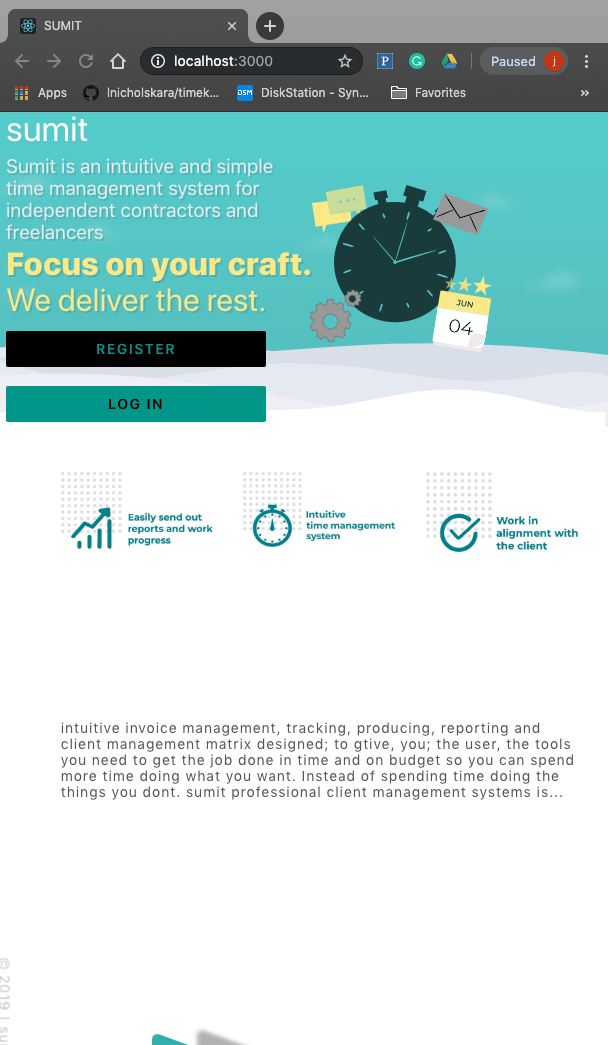 SUMIT
localhost:3000
P
G
Paused
j
Apps
lnicholskara/timek...
DSM
DiskStation - Syn...
Favorites
»
sumit
Sumit is an intuitive and simple
time management system for
independent contractors and
freelancers
Focus on your craft.
We deliver the rest.
JUN
04
REGISTER
LOG IN
Easily send out
reports and work
progress
Intuitive
time management
system
Work in
alignment with
the client
intuitive invoice management, tracking, producing, reporting and
client management matrix designed; to gtive, you; the user, the tools
you need to get the job done in time and on budget so you can spend
more time doing what you want. Instead of spending time doing the
things you dont. sumit professional client management systems is...
© 2019 | su